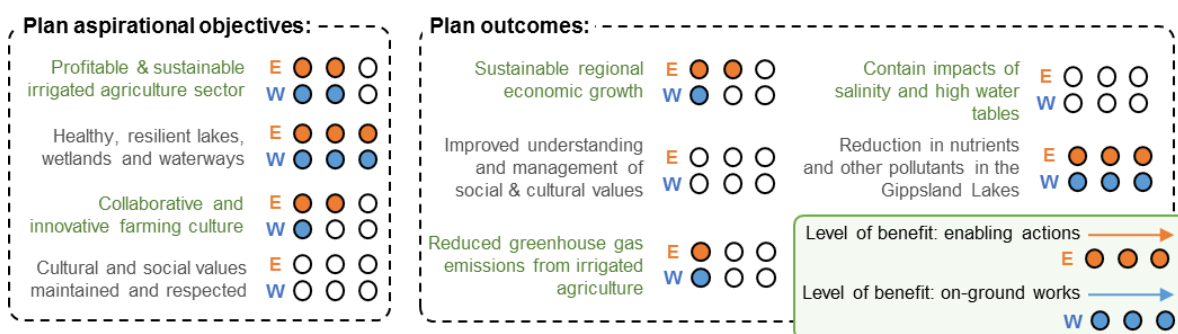 Plan aspirational objectives:
Profitable & sustainable
irrigated agriculture sector
E
W
Healthy, resilient lakes,
wetlands and waterways
E
W
Collaborative and
innovative farming culture
E
W
Cultural and social values
maintained and respected
E
W
Plan outcomes:
Sustainable regional
economic growth
E
W
Improved understanding
and management of
social & cultural values
E
W
Reduced greenhouse gas
emissions from irrigated
agriculture
E
W
Contain impacts of
salinity and high water
tables
E
W
Reduction in nutrients
and other pollutants in the
Gippsland Lakes
E
W
Level of benefit: enabling actions
E
Level of benefit: on-ground works
W